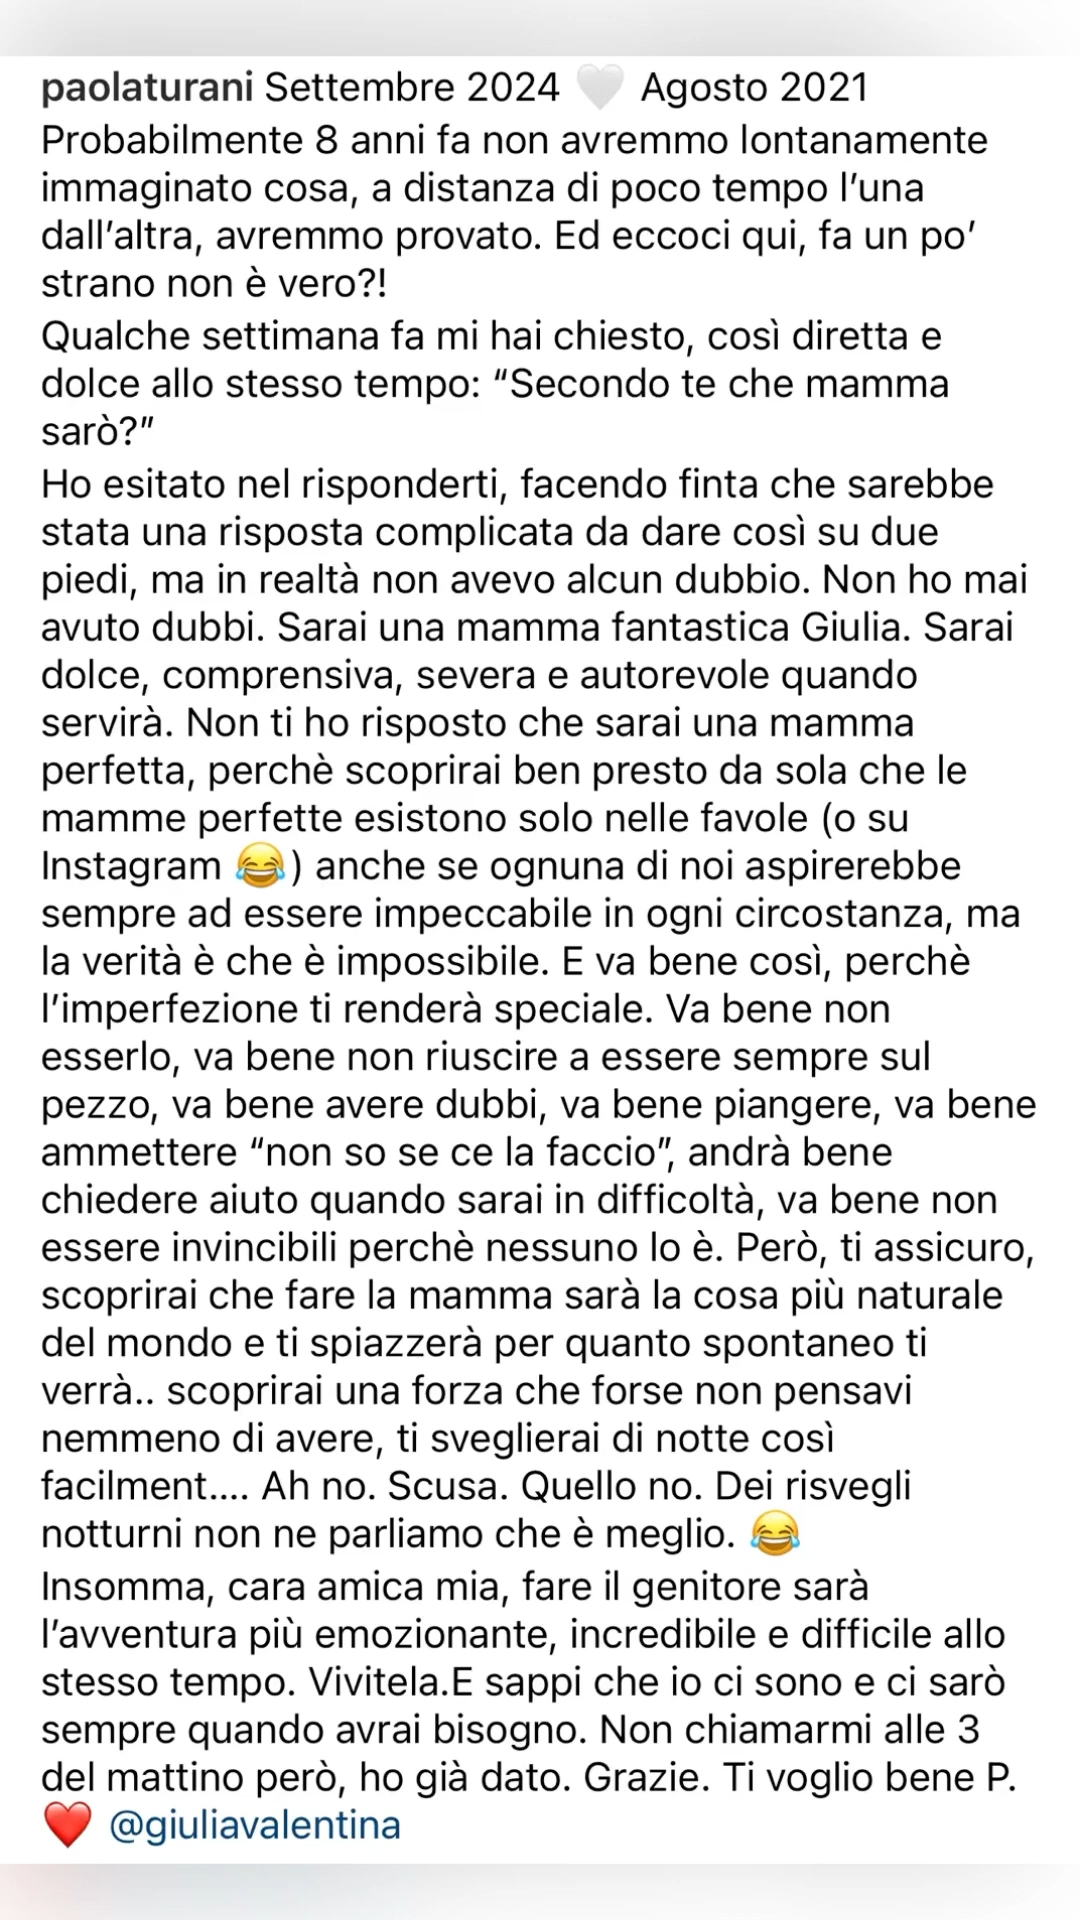 paolaturani Settembre 2024 🤍 Agosto 2021
Probabilmente 8 anni fa non avremmo lontanamente
immaginato cosa, a distanza di poco tempo l’una
dall’altra, avremmo provato. Ed eccoci qui, fa un po’
strano non è vero?!
Qualche settimana fa mi hai chiesto, così diretta e
dolce allo stesso tempo: “Secondo te che mamma
sarò?”
Ho esitato nel risponderti, facendo finta che sarebbe
stata una risposta complicata da dare così su due
piedi, ma in realtà non avevo alcun dubbio. Non ho mai
avuto dubbi. Sarai una mamma fantastica Giulia. Sarai
dolce, comprensiva, severa e autorevole quando
servirà. Non ti ho risposto che sarai una mamma
perfetta, perchè scoprirai ben presto da sola che le
mamme perfette esistono solo nelle favole (o su
Instagram 😂) anche se ognuna di noi aspirerebbe
sempre ad essere impeccabile in ogni circostanza, ma
la verità è che è impossibile. E va bene così, perchè
l’imperfezione ti renderà speciale. Va bene non
esserlo, va bene non riuscire a essere sempre sul
pezzo, va bene avere dubbi, va bene piangere, va bene
ammettere “non so se ce la faccio”, andrà bene
chiedere aiuto quando sarai in difficoltà, va bene non
essere invincibili perchè nessuno lo è. Però, ti assicuro,
scoprirai che fare la mamma sarà la cosa più naturale
del mondo e ti spiazzerà per quanto spontaneo ti
verrà.. scoprirai una forza che forse non pensavi
nemmeno di avere, ti sveglierai di notte così
facilment.... Ah no. Scusa. Quello no. Dei risvegli
notturni non ne parliamo che è meglio. 😂
Insomma, cara amica mia, fare il genitore sarà
l’avventura più emozionante, incredibile e difficile allo
stesso tempo. Vivitela.E sappi che io ci sono e ci sarò
sempre quando avrai bisogno. Non chiamarmi alle 3
del mattino però, ho già dato. Grazie. Ti voglio bene P.
❤️ @giuliavalentina